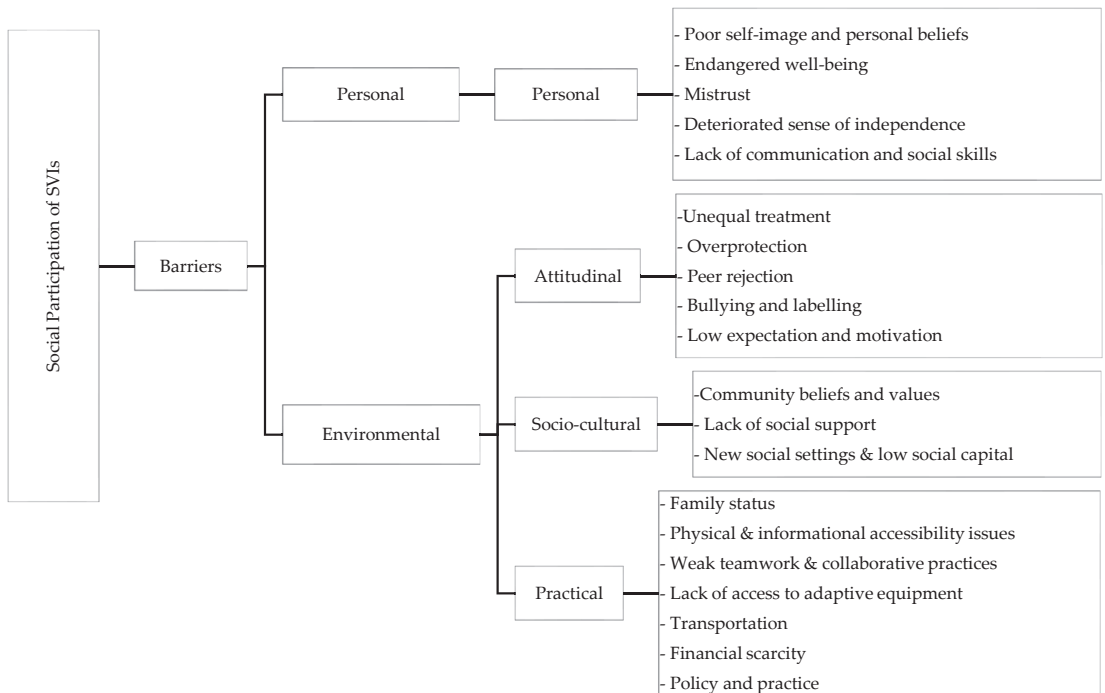 Social Participation of SVIs
Barriers
Personal
Personal
- Poor self-image and personal beliefs
- Endangered well-being
- Mistrust
- Deteriorated sense of independence
- Lack of communication and social skills
Environmental
Attitudinal
-Unequal treatment
- Overprotection
- Peer rejection
- Bullying and labelling
- Low expectation and motivation
Socio-cultural
-Community beliefs and values
- Lack of social support
- New social settings & low social capital
Practical
- Family status
- Physical & informational accessibility issues
- Weak teamwork & collaborative practices
- Lack of access to adaptive equipment
- Transportation
- Financial scarcity
- Policy and practice